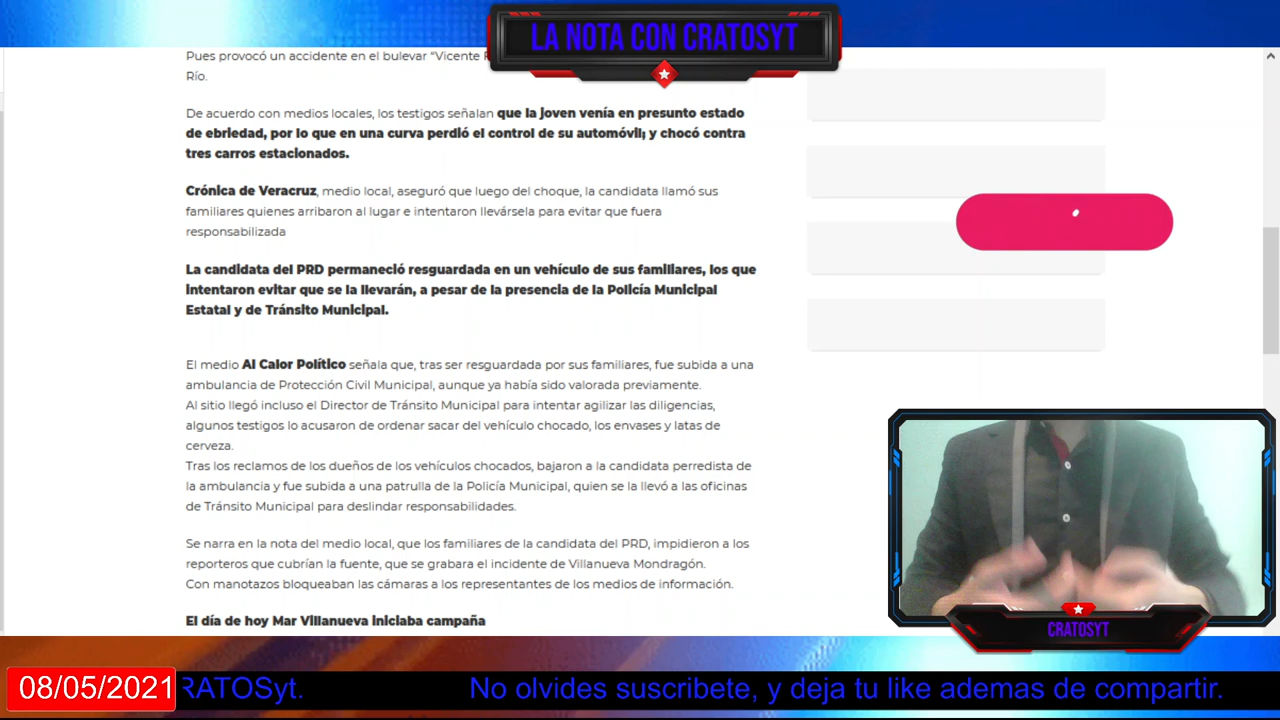 LA NOTA CON CRATOSYT
Pues provocó un accidente en el bulevar “Vicente
Río.
De acuerdo con medios locales, los testigos señalan que la joven venía en presunto estado
de ebriedad, por lo que en una curva perdió el control de su automóvil; y chocó contra
tres carros estacionados.
Crónica de Veracruz, medio local, aseguró que luego del choque, la candidata llamó sus
familiares quienes arribaron al lugar e intentaron llevársela para evitar que fuera
responsabilizada
La candidata del PRD permaneció resguardada en un vehículo de sus familiares, los que
intentaron evitar que se la llevarán, a pesar de la presencia de la Policía Municipal
Estatal y de Tránsito Municipal.
El medio Al Calor Político señala que, tras ser resguardada por sus familiares, fue subida a una
ambulancia de Protección Civil Municipal, aunque ya había sido valorada previamente.
Al sitio llegó incluso el Director de Tránsito Municipal para intentar agilizar las diligencias,
algunos testigos lo acusaron de ordenar sacar del vehículo chocado, los envases y latas de
cerveza.
Tras los reclamos de los dueños de los vehículos chocados, bajaron a la candidata perredista de
la ambulancia y fue subida a una patrulla de la Policía Municipal, quien se la llevó a las oficinas
de Tránsito Municipal para deslindar responsabilidades.
Se narra en la nota del medio local, que los familiares de la candidata del PRD, impidieron a los
reporteros que cubrían la fuente, que se grabara el incidente de Villanueva Mondragón.
Con manotazos bloqueaban las cámaras a los representantes de los medios de información.
El día de hoy Mar Villanueva iniciaba campaña
CRATOSYT
08/05/2021
RATOSyt.
No olvides suscribete, y deja tu like ademas de compartir.